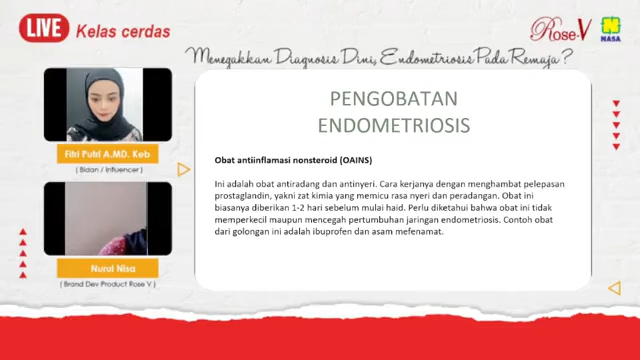 LIVE Kelas cerdas
Rose-V
NASA
Menegakkan Diagnosis Dini, Endometriosis Pada Remaja?
PENGOBATAN
ENDOMETRIOSIS
Obat antiinflamasi nonsteroid (OAINS)
Ini adalah obat antiradang dan antinyeri. Cara kerjanya dengan menghambat pelepasan
prostaglandin, yakni zat kimia yang memicu rasa nyeri dan peradangan. Obat ini
biasanya diberikan 1-2 hari sebelum mulai haid. Perlu diketahui bahwa obat ini tidak
memperkecil maupun mencegah pertumbuhan jaringan endometriosis. Contoh obat
dari golongan ini adalah ibuprofen dan asam mefenamat.
Fitri Putri A.MD. Keb
( Bidan / Influencer )
Nurul Nisa
( Brand Dev Product Rose V )